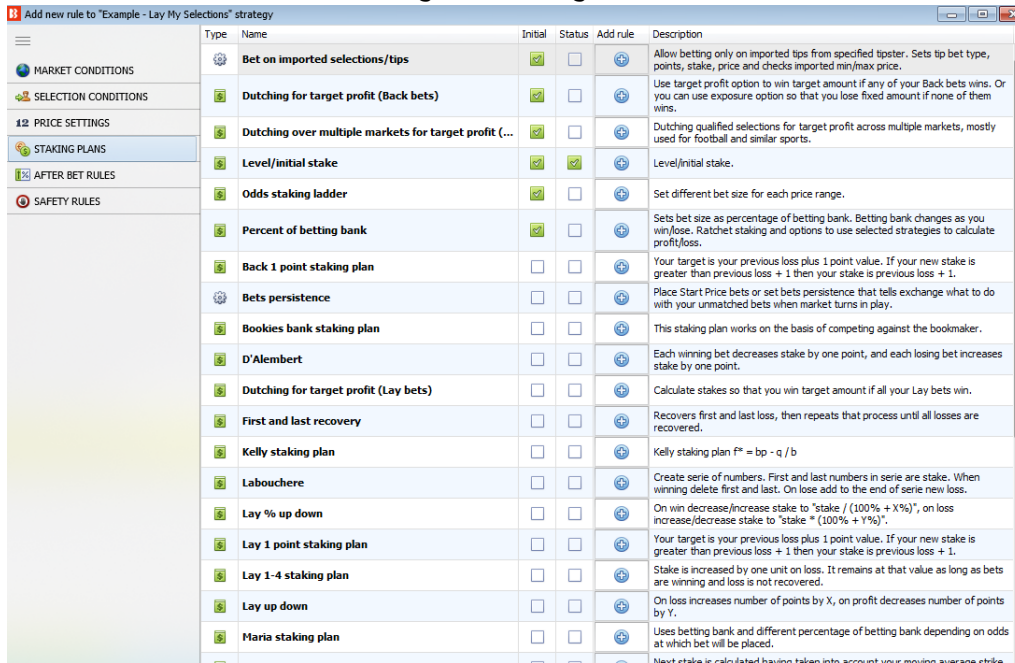 Add new rule to "Example - Lay My Selections" strategy
Type Name Initial Status Add rule Description
MARKET CONDITIONS
SELECTION CONDITIONS
12 PRICE SETTINGS
STAKING PLANS
AFTER BET RULES
SAFETY RULES
Bet on imported selections/tips
Allow betting only on imported tips from specified tipster. Sets tip bet type,
points, stake, price and checks imported min/max price.
Dutching for target profit (Back bets)
Use target profit option to win target amount if any of your Back bets wins. Or
you can use exposure option so that you lose fixed amount if none of them
wins.
Dutching over multiple markets for target profit (...
Dutching qualified selections for target profit across multiple markets, mostly
used for football and similar sports.
Level/initial stake
Level/initial stake.
Odds staking ladder
Set different bet size for each price range.
Percent of betting bank
Sets bet size as percentage of betting bank. Betting bank changes as you
win/lose. Ratchet staking and options to use selected strategies to calculate
profit/loss.
Back 1 point staking plan
Your target is your previous loss plus 1 point value. If your new stake is
greater than previous loss + 1 then your stake is previous loss + 1.
Bets persistence
Place Start Price bets or set bets persistence that tells exchange what to do
with your unmatched bets when market turns in play.
Bookies bank staking plan
This staking plan works on the basis of competing against the bookmaker.
D'Alembert
Each winning bet decreases stake by one point, and each losing bet increases
stake by one point.
Dutching for target profit (Lay bets)
Calculate stakes so that you win target amount if all your Lay bets win.
First and last recovery
Recovers first and last loss, then repeats that process until all losses are
recovered.
Kelly staking plan
Kelly staking plan f* = bp - q / b
Labouchere
Create serie of numbers. First and last numbers in serie are stake. When
winning delete first and last. On lose add to the end of serie new loss.
Lay % up down
On win decrease/increase stake to "stake / (100% + X%)", on loss
increase/decrease stake to "stake * (100% + Y%)".
Lay 1 point staking plan
Your target is your previous loss plus 1 point value. If your new stake is
greater than previous loss + 1 then your stake is previous loss + 1.
Lay 1-4 staking plan
Stake is increased by one unit on loss. It remains at that value as long as bets
are winning and loss is not recovered.
Lay up down
On loss increases number of points by X, on profit decreases number of points
by Y.
Maria staking plan
Uses betting bank and different percentage of betting bank depending on odds
at which bet will be placed.
Next stake is calculated having taken into account your moving average strike